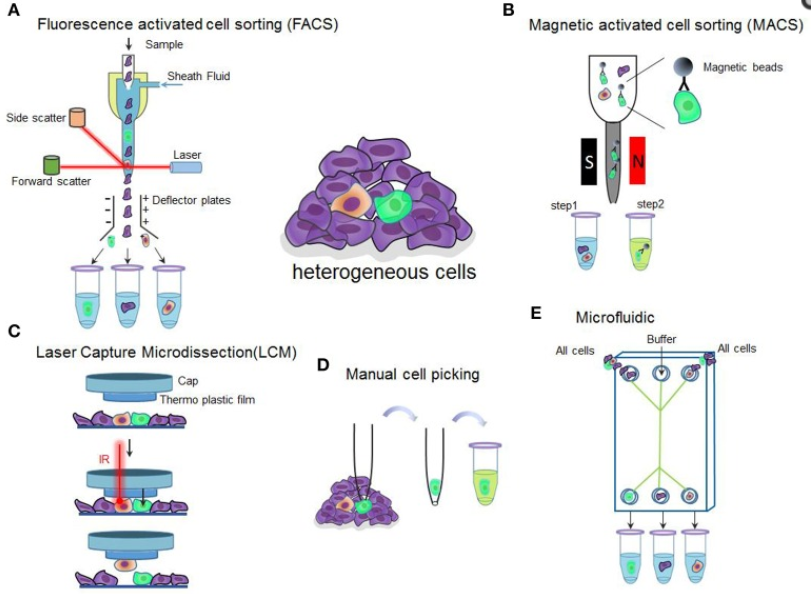 A
Fluorescence activated cell sorting (FACS)
Sample
Sheath Fluid
Side scatter
Laser
Forward scatter
Deflector plates
- +
- +
- +
heterogeneous cells
B
Magnetic activated cell sorting (MACS)
Magnetic beads
S N
step1 step2
C
Laser Capture Microdissection(LCM)
Cap
Thermo plastic film
IR
D
Manual cell picking
E
Microfluidic
Buffer
All cells All cells